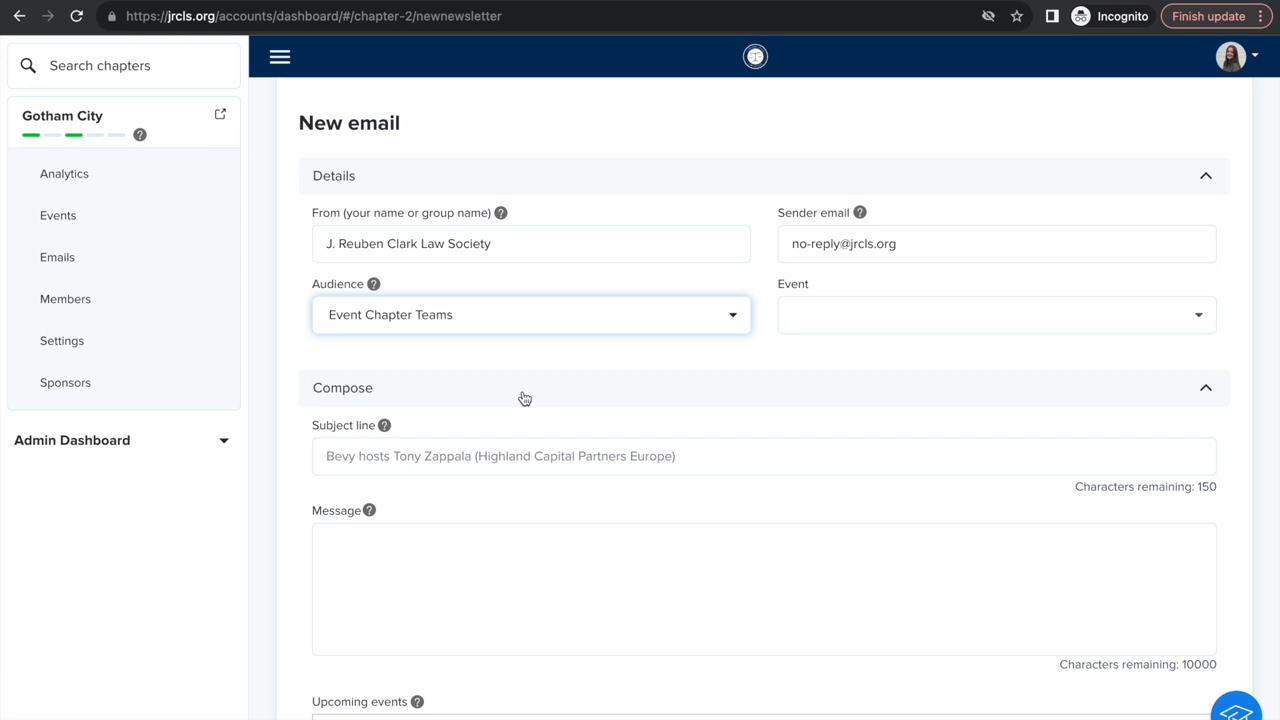 https://jrcls.org/accounts/dashboard/#/chapter-2/newnewsletter
Incognito
Finish update
Search chapters
Gotham City
Analytics
Events
Emails
Members
Settings
Sponsors
Admin Dashboard
New email
Details
From (your name or group name)
Sender email
J. Reuben Clark Law Society
no-reply@jrcls.org
Audience
Event
Event Chapter Teams
Compose
Subject line
Bevy hosts Tony Zappala (Highland Capital Partners Europe)
Characters remaining: 150
Message
Characters remaining: 10000
Upcoming events